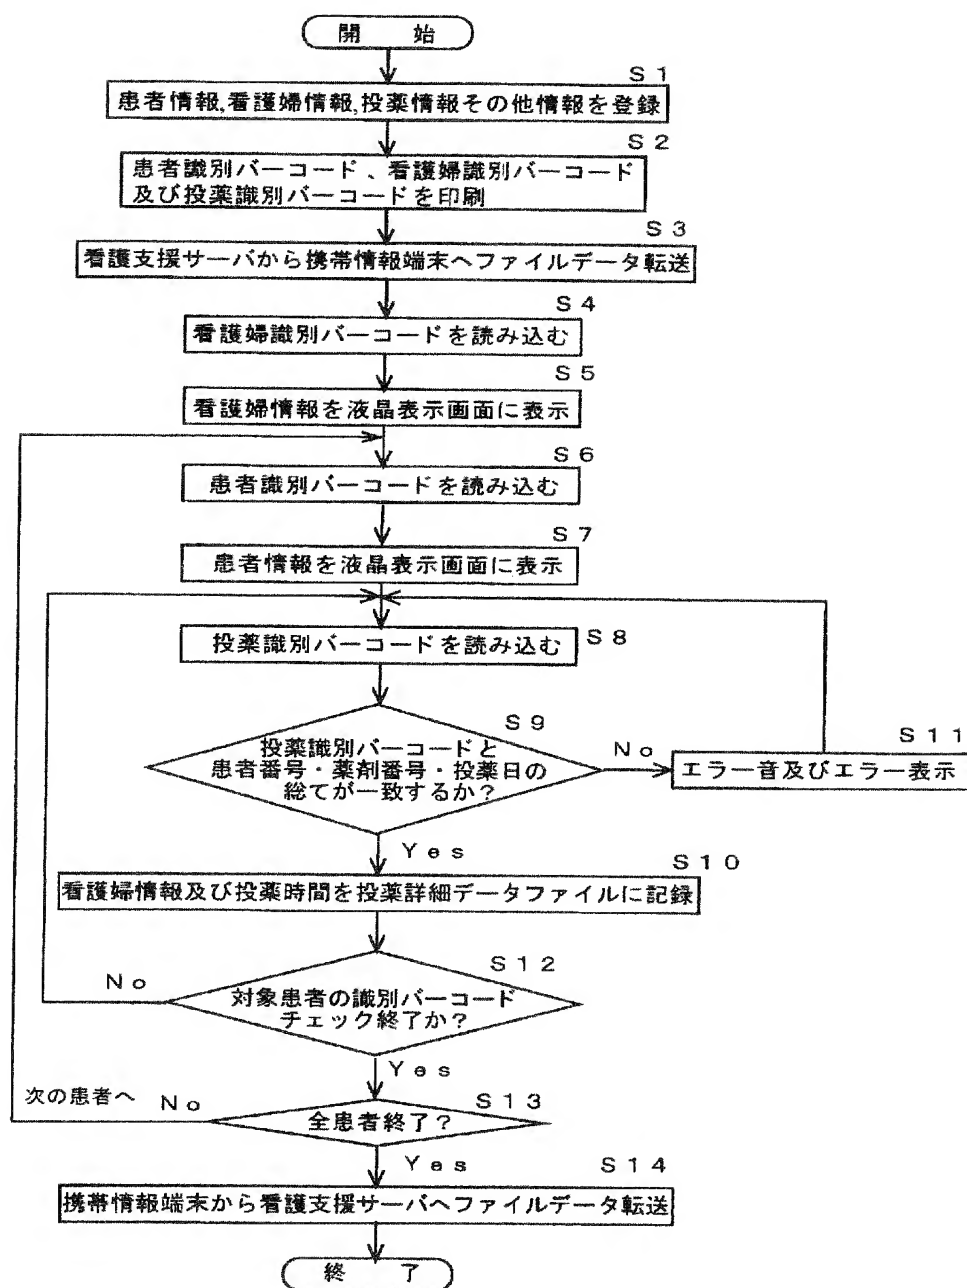 開　始
S1
患者情報,看護婦情報,投薬情報その他情報を登録
S2
患者識別バーコード、看護婦識別バーコード
及び投薬識別バーコードを印刷
S3
看護支援サーバから携帯情報端末へファイルデータ転送
S4
看護婦識別バーコードを読み込む
S5
看護婦情報を液晶表示画面に表示
S6
患者識別バーコードを読み込む
S7
患者情報を液晶表示画面に表示
投薬識別バーコードを読み込む
S8
S9
投薬識別バーコードと
患者番号・薬剤番号・投薬日の
総てが一致するか?
No
S11
エラー音及びエラー表示
Yes
S10
看護婦情報及び投薬時間を投薬詳細データファイルに記録
S12
No
対象患者の識別バーコード
チェック終了か?
Yes
次の患者へ
No
S13
全患者終了?
Yes
S14
携帯情報端末から看護支援サーバへファイルデータ転送
終　了